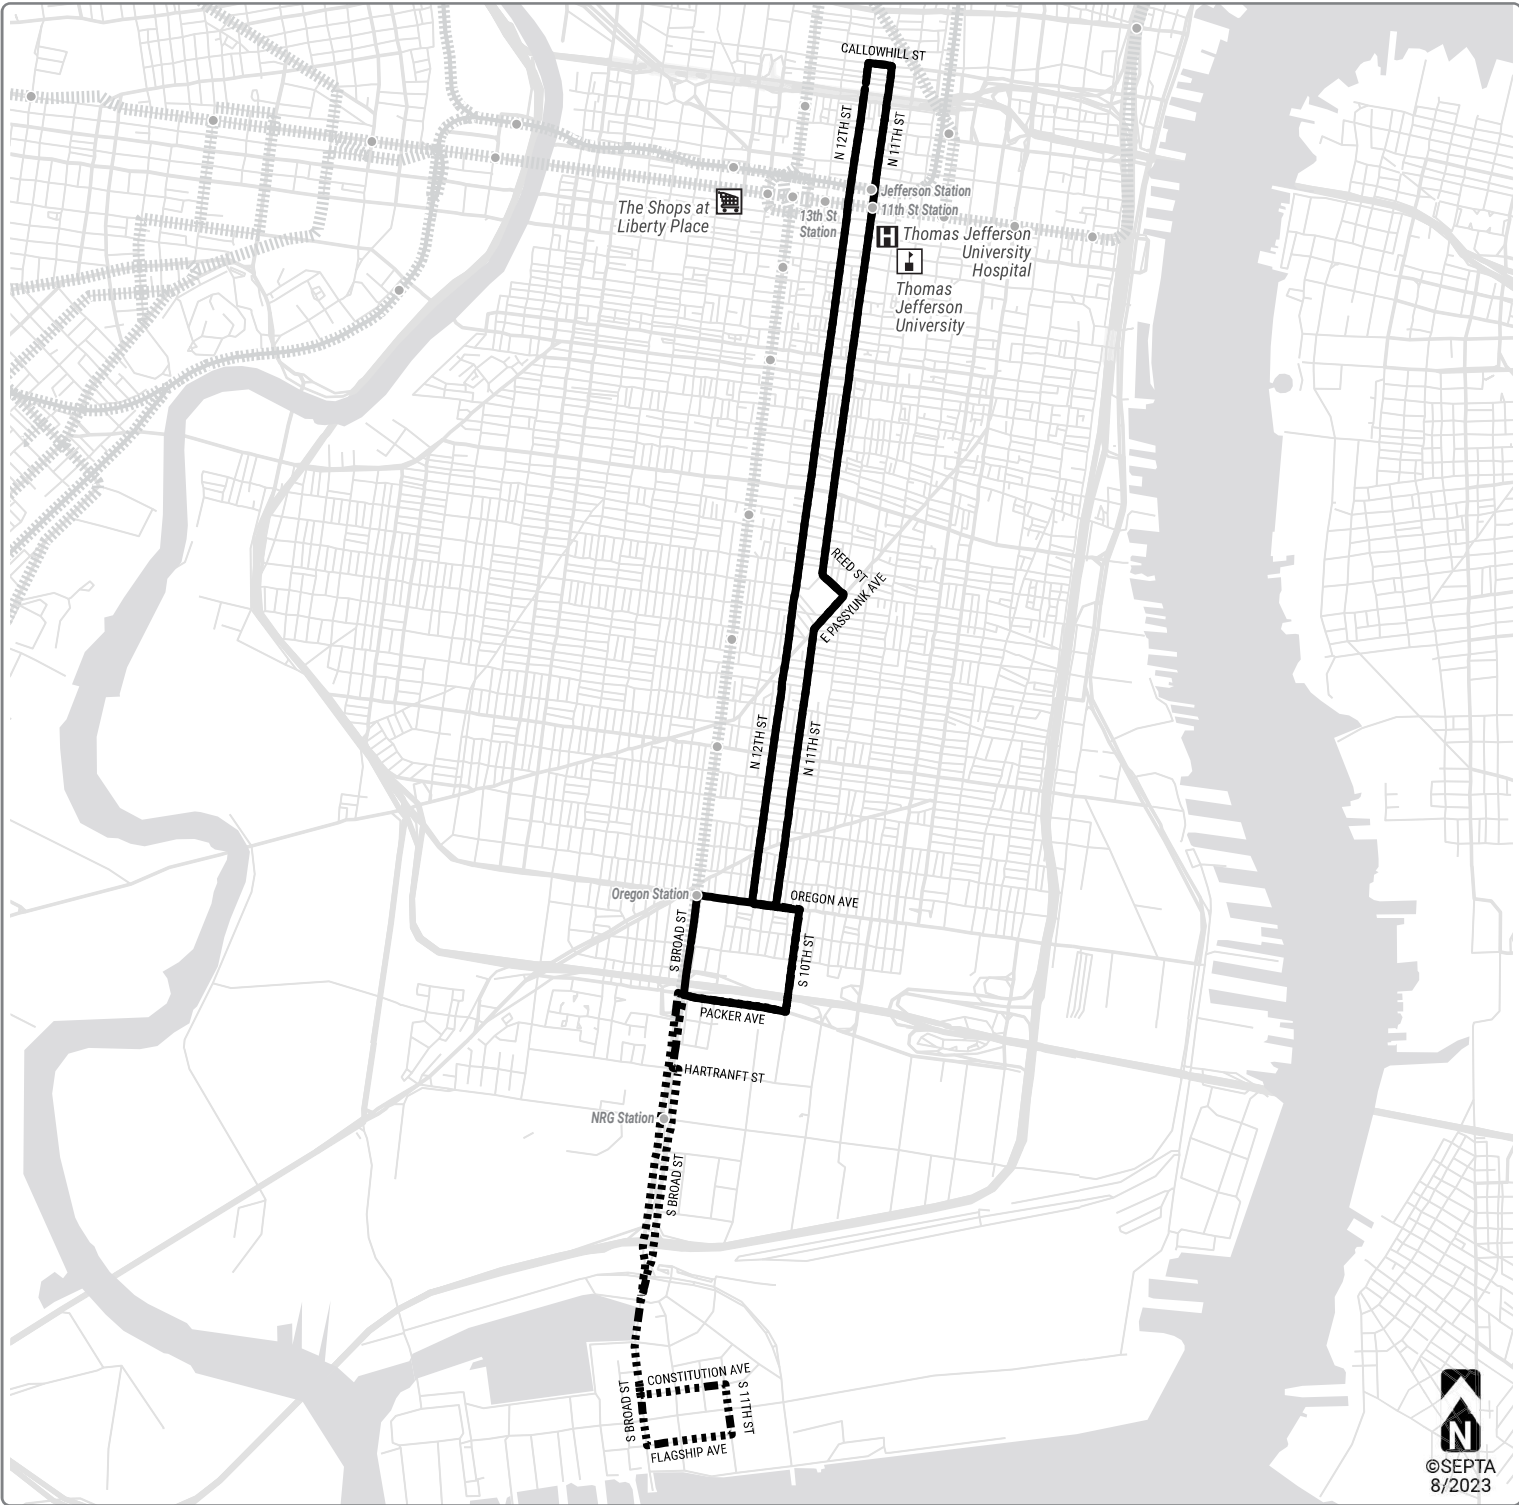 CALLOWHILL ST
N 12TH ST
N 11TH ST
Jefferson Station
11th St Station
13th St
Station
The Shops at
Liberty Place
H
Thomas Jefferson
University
Hospital
Thomas
Jefferson
University
REED ST
E PASSYUNK AVE
N 12TH ST
N 11TH ST
Oregon Station
OREGON AVE
S BROAD ST
S 10TH ST
PACKER AVE
HARTRANFT ST
NRG Station
S BROAD ST
CONSTITUTION AVE
S BROAD ST
S 11TH ST
FLAGSHIP AVE
N
©SEPTA
8/2023